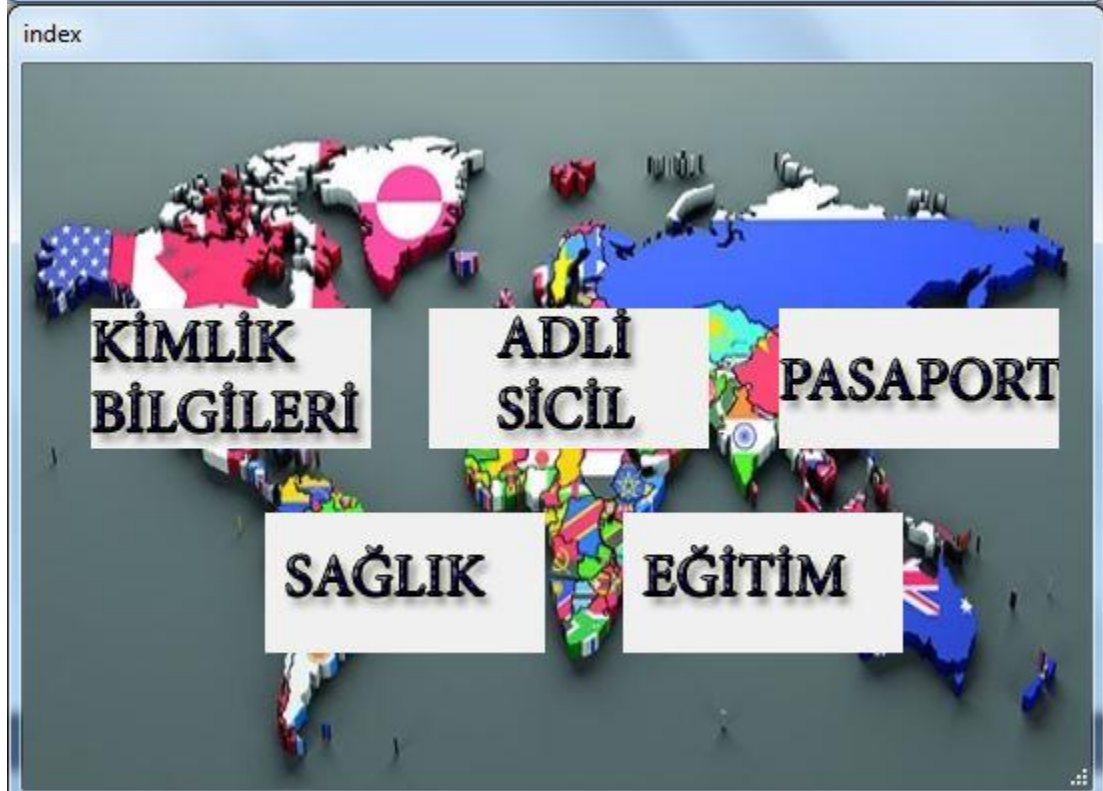 index
KİMLİK
BİLGİLERİ
ADLİ
SİCİL
PASAPORT
SAĞLIK
EĞİTİM